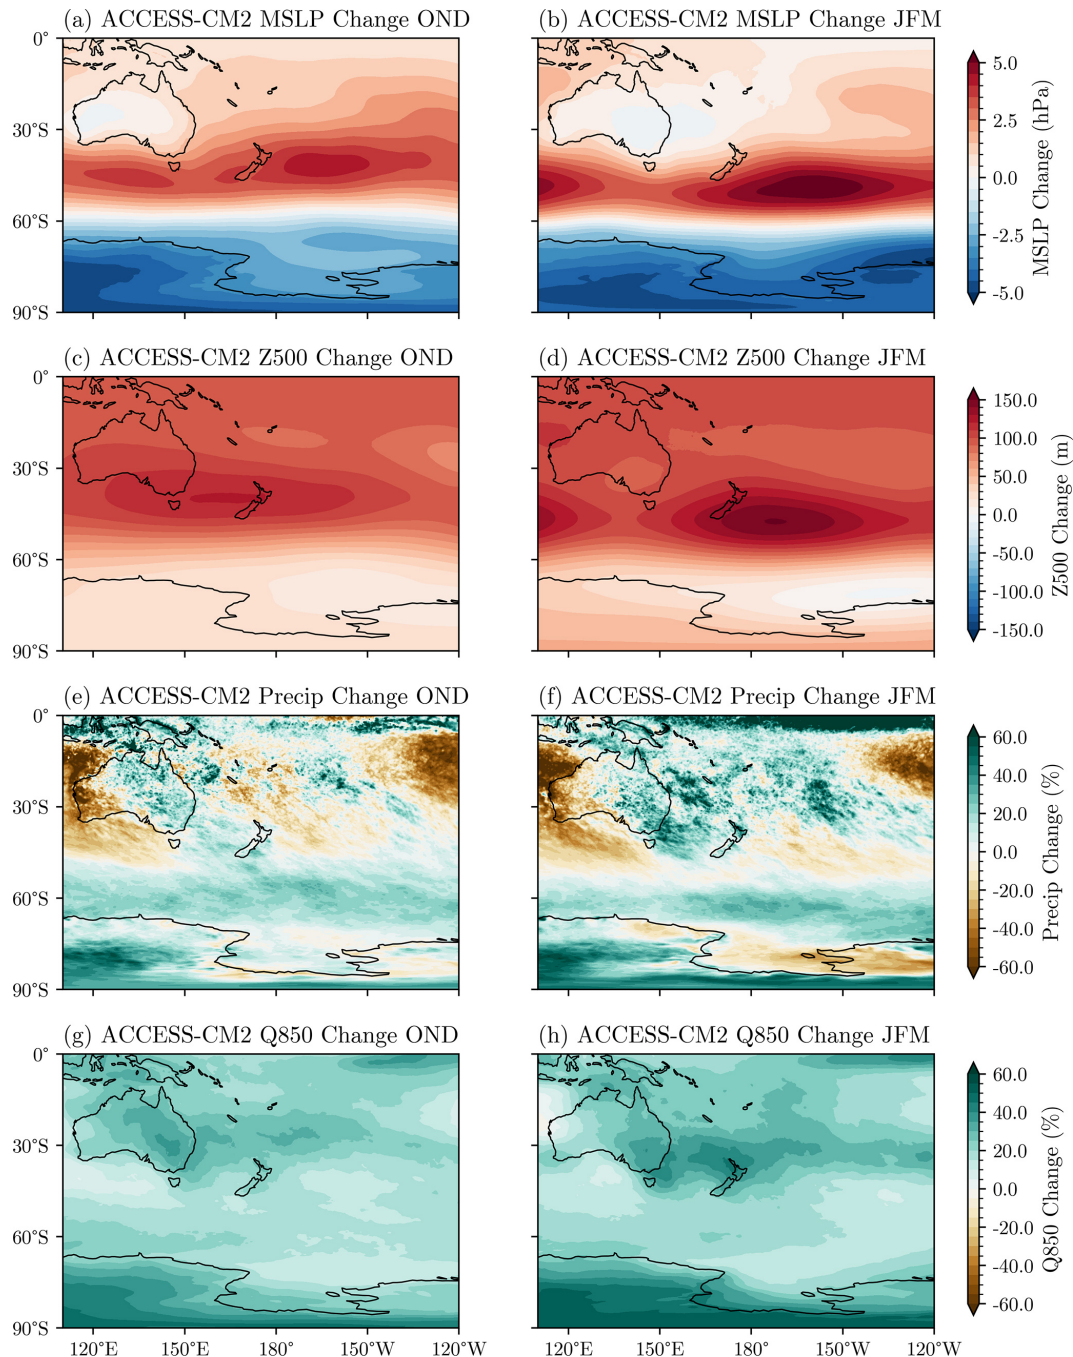 (a) ACCESS-CM2 MSLP Change OND
(b) ACCESS-CM2 MSLP Change JFM
0°
30°S
60°S
90°S
5.0
2.5
0.0
-2.5
-5.0
MSLP Change (hPa)
(c) ACCESS-CM2 Z500 Change OND
(d) ACCESS-CM2 Z500 Change JFM
0°
30°S
60°S
90°S
150.0
100.0
50.0
0.0
-50.0
-100.0
-150.0
Z500 Change (m)
(e) ACCESS-CM2 Precip Change OND
(f) ACCESS-CM2 Precip Change JFM
0°
30°S
60°S
90°S
60.0
40.0
20.0
0.0
-20.0
-40.0
-60.0
Precip Change (%)
(g) ACCESS-CM2 Q850 Change OND
(h) ACCESS-CM2 Q850 Change JFM
0°
30°S
60°S
90°S
60.0
40.0
20.0
0.0
-20.0
-40.0
-60.0
Q850 Change (%)
120°E 150°E 180° 150°W 120°W
120°E 150°E 180° 150°W 120°W